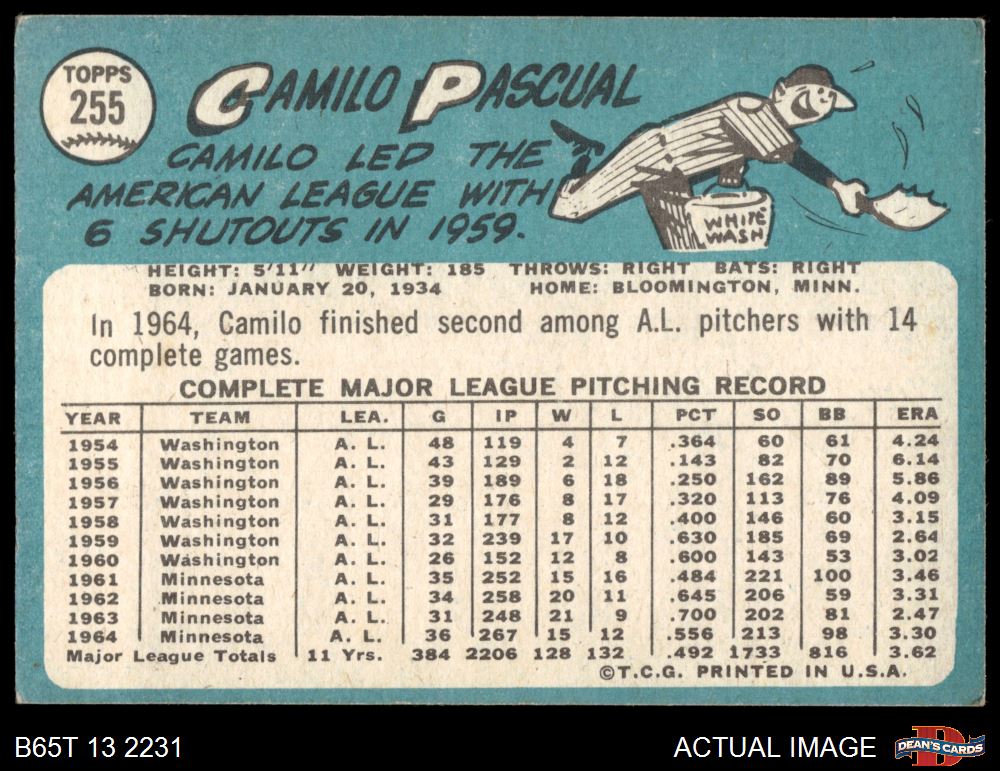 TOPPS
255
CAMILO PASCUAL
CAMILO LED THE
AMERICAN LEAGUE WITH
6 SHUTOUTS IN 1959.
WHITE
WASH
HEIGHT: 5'11" WEIGHT: 185 THROWS: RIGHT BATS: RIGHT
BORN: JANUARY 20, 1934 HOME: BLOOMINGTON, MINN.
In 1964, Camilo finished second among A.L. pitchers with 14
complete games.
COMPLETE MAJOR LEAGUE PITCHING RECORD
YEAR TEAM LEA. G IP W L PCT SO BB ERA
1954 Washington A. L. 48 119 4 7 .364 60 61 4.24
1955 Washington A. L. 43 129 2 12 .143 82 70 6.14
1956 Washington A. L. 39 189 6 18 .250 162 89 5.86
1957 Washington A. L. 29 176 8 17 .320 113 76 4.09
1958 Washington A. L. 31 177 8 12 .400 146 60 3.15
1959 Washington A. L. 32 239 17 10 .630 185 69 2.64
1960 Washington A. L. 26 152 12 8 .600 143 53 3.02
1961 Minnesota A. L. 35 252 15 16 .484 221 100 3.46
1962 Minnesota A. L. 34 258 20 11 .645 206 59 3.31
1963 Minnesota A. L. 31 248 21 9 .700 202 81 2.47
1964 Minnesota A. L. 36 267 15 12 .556 213 98 3.30
Major League Totals 11 Yrs. 384 2206 128 132 .492 1733 816 3.62
©T.C.G. PRINTED IN U.S.A.
B65T 13 2231 ACTUAL IMAGE DEAN'S CARDS